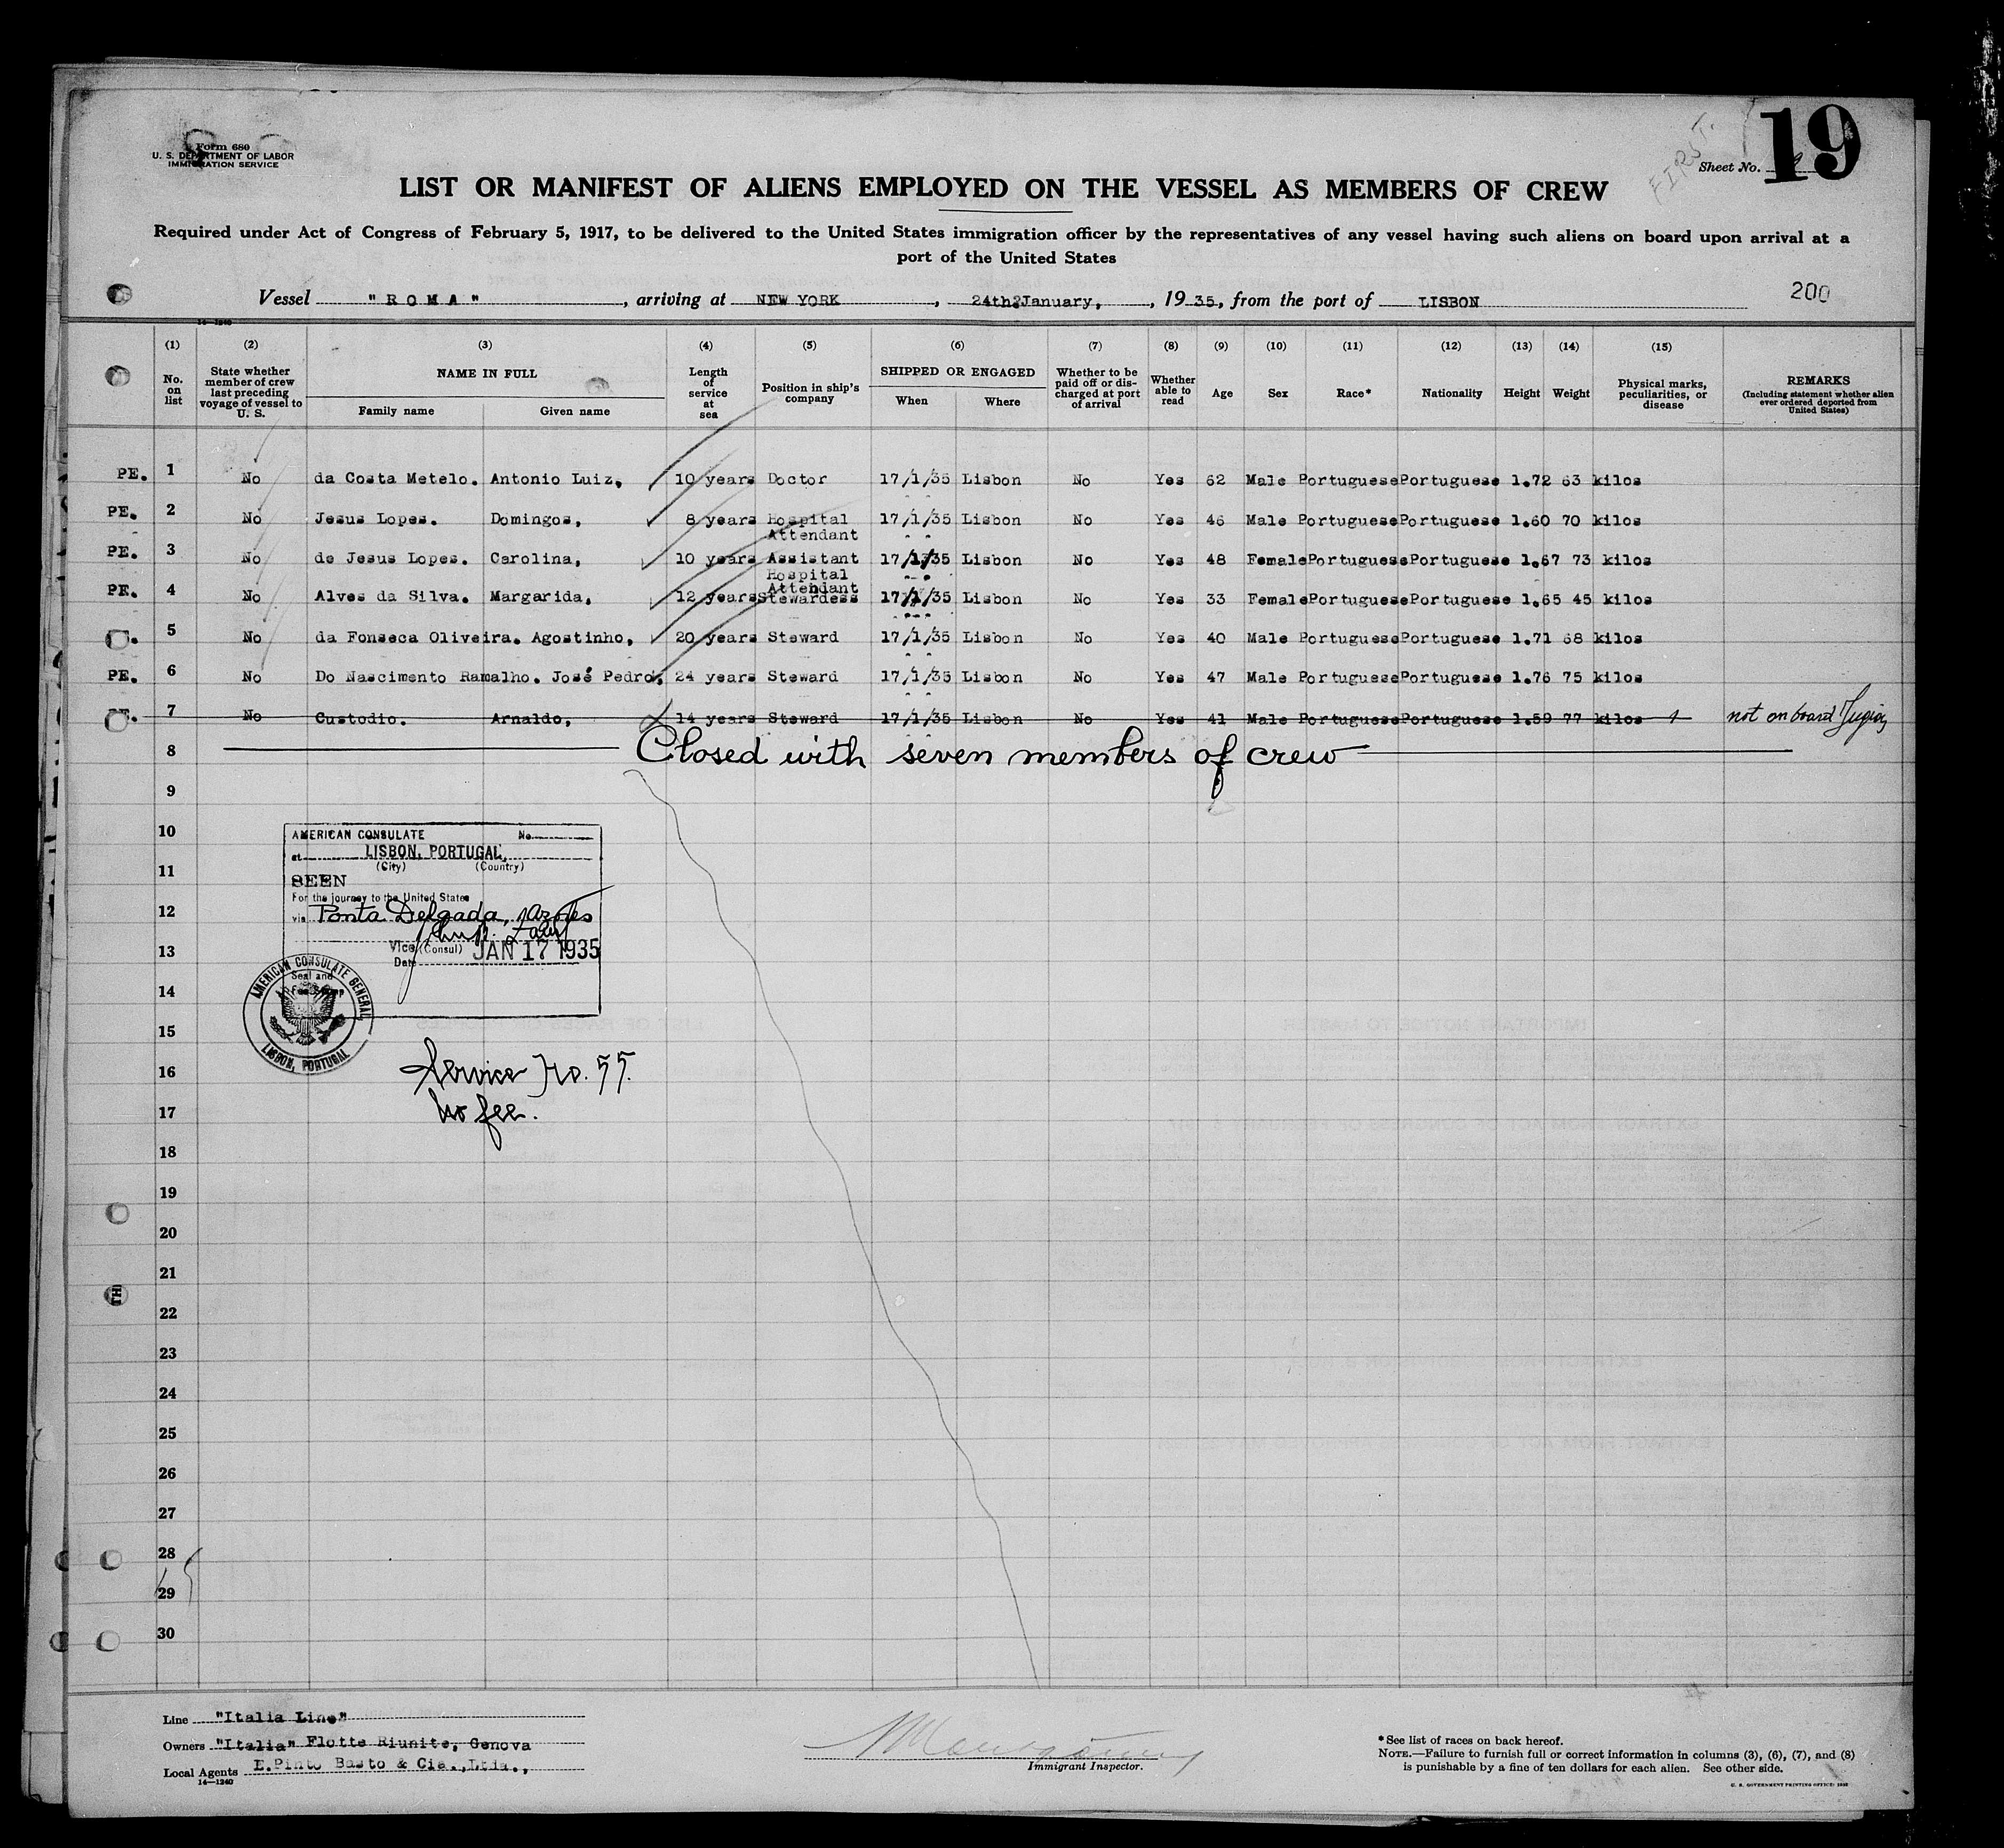 Form 680
U. S. DEPARTMENT OF LABOR
IMMIGRATION SERVICE
FIRST.
Sheet No. 19
LIST OR MANIFEST OF ALIENS EMPLOYED ON THE VESSEL AS MEMBERS OF CREW
Required under Act of Congress of February 5, 1917, to be delivered to the United States immigration officer by the representatives of any vessel having such aliens on board upon arrival at a
port of the United States
Vessel "ROMA", arriving at NEW YORK, 24th January, , 1935, from the port of LISBON
200
14—1240
(1) (2) (3) (4) (5) (6) (7) (8) (9) (10) (11) (12) (13) (14) (15)
No. on list
State whether member of crew last preceding voyage of vessel to U. S.
NAME IN FULL
Family name
Given name
Length of service at sea
Position in ship's company
SHIPPED OR ENGAGED
When
Where
Whether to be paid off or discharged at port of arrival
Whether able to read
Age
Sex
Race*
Nationality
Height
Weight
Physical marks, peculiarities, or disease
REMARKS
(Including statement whether alien ever ordered deported from United States)
PE. 1 No da Costa Metelo. Antonio Luiz, 10 years Doctor 17/1/35 Lisbon No Yes 62 Male Portuguese Portuguese 1.72 63 kilos
PE. 2 No Jesus Lopes. Domingos, 8 years Hospital Attendant 17/1/35 Lisbon No Yes 46 Male Portuguese Portuguese 1.60 70 kilos
PE. 3 No de Jesus Lopes. Carolina, 10 years Assistant Hospital Attendant 17/1/35 Lisbon No Yes 48 Female Portuguese Portuguese 1.67 73 kilos
PE. 4 No Alves da Silva. Margarida, 12 years Stewardess 17/1/35 Lisbon No Yes 33 Female Portuguese Portuguese 1.65 45 kilos
5 No da Fonseca Oliveira. Agostinho, 20 years Steward 17/1/35 Lisbon No Yes 40 Male Portuguese Portuguese 1.71 68 kilos
PE. 6 No Do Nascimento Ramalho. José Pedro, 24 years Steward 17/1/35 Lisbon No Yes 47 Male Portuguese Portuguese 1.76 75 kilos
7 No Custodio. Arnaldo, 14 years Steward 17/1/35 Lisbon No Yes 41 Male Portuguese Portuguese 1.59 77 kilos not on board
8 Closed with seven members of crew
9
10
11
12
13
14
15
16
17
18
19
20
21
22
23
24
25
26
27
28
29
30
AMERICAN CONSULATE No.
at LISBON, PORTUGAL,
(City) (Country)
SEEN
For the journey to the United States
via Ponta Delgada, Azores
Vice (Consul) JAN 17 1935
Date
Seal and
AMERICAN CONSULATE GENERAL
LISBON, PORTUGAL
Service No. 55.
No fee.
Line "Italia Line"
Owners "Italia" Flotte Riunite, Genova
Local Agents E.Pinto Basto & Cia.,Ltda.,
14—1240
Immigrant Inspector.
*See list of races on back hereof.
NOTE.—Failure to furnish full or correct information in columns (3), (6), (7), and (8)
is punishable by a fine of ten dollars for each alien. See other side.
U. S. GOVERNMENT PRINTING OFFICE: 1932